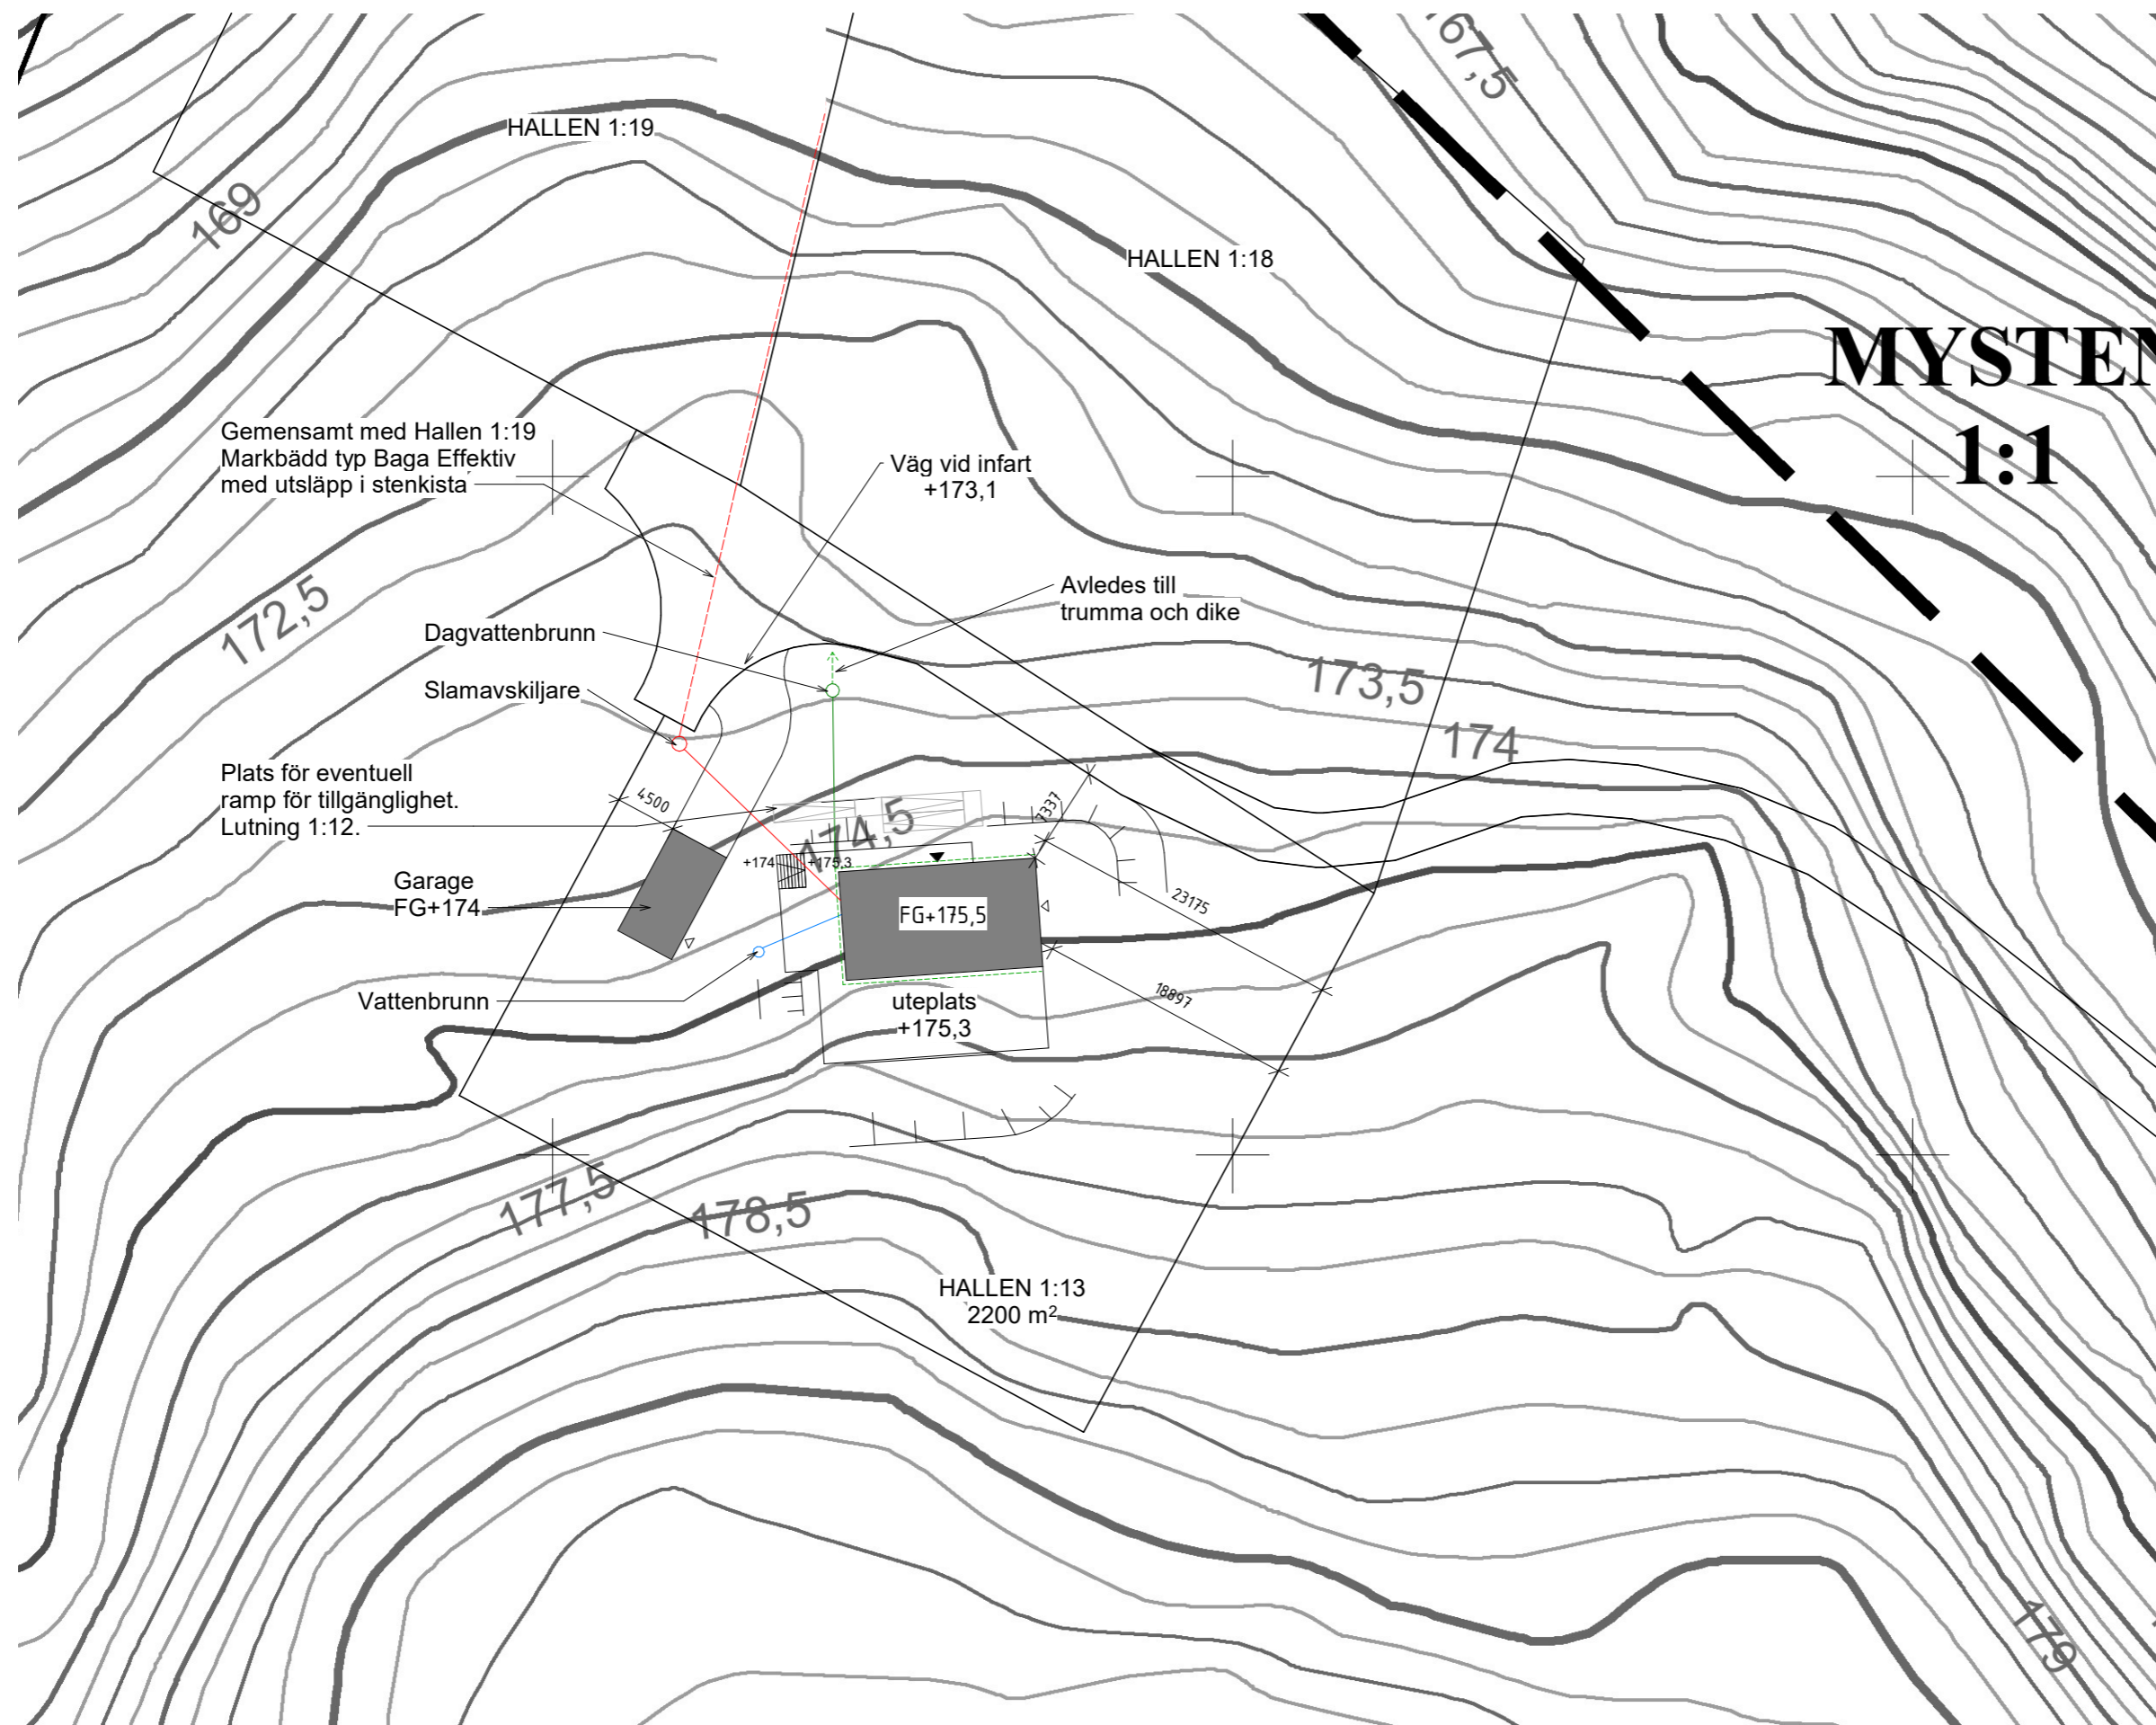 67,5
HALLEN 1:19
169
HALLEN 1:18
MYSTEN
1:1
Gemensamt med Hallen 1:19
Markbädd typ Baga Effektiv
med utsläpp i stenkista
Väg vid infart
+173,1
172,5
Avledes till
trumma och dike
Dagvattenbrunn
Slamavskiljare
173,5
174
Plats för eventuell
ramp för tillgänglighet.
Lutning 1:12.
4500
174,5
7337
+174
+175,3
Garage
FG+174
FG+175,5
23175
Vattenbrunn
uteplats
+175,3
18897
177,5
178,5
HALLEN 1:13
2200 m²
179